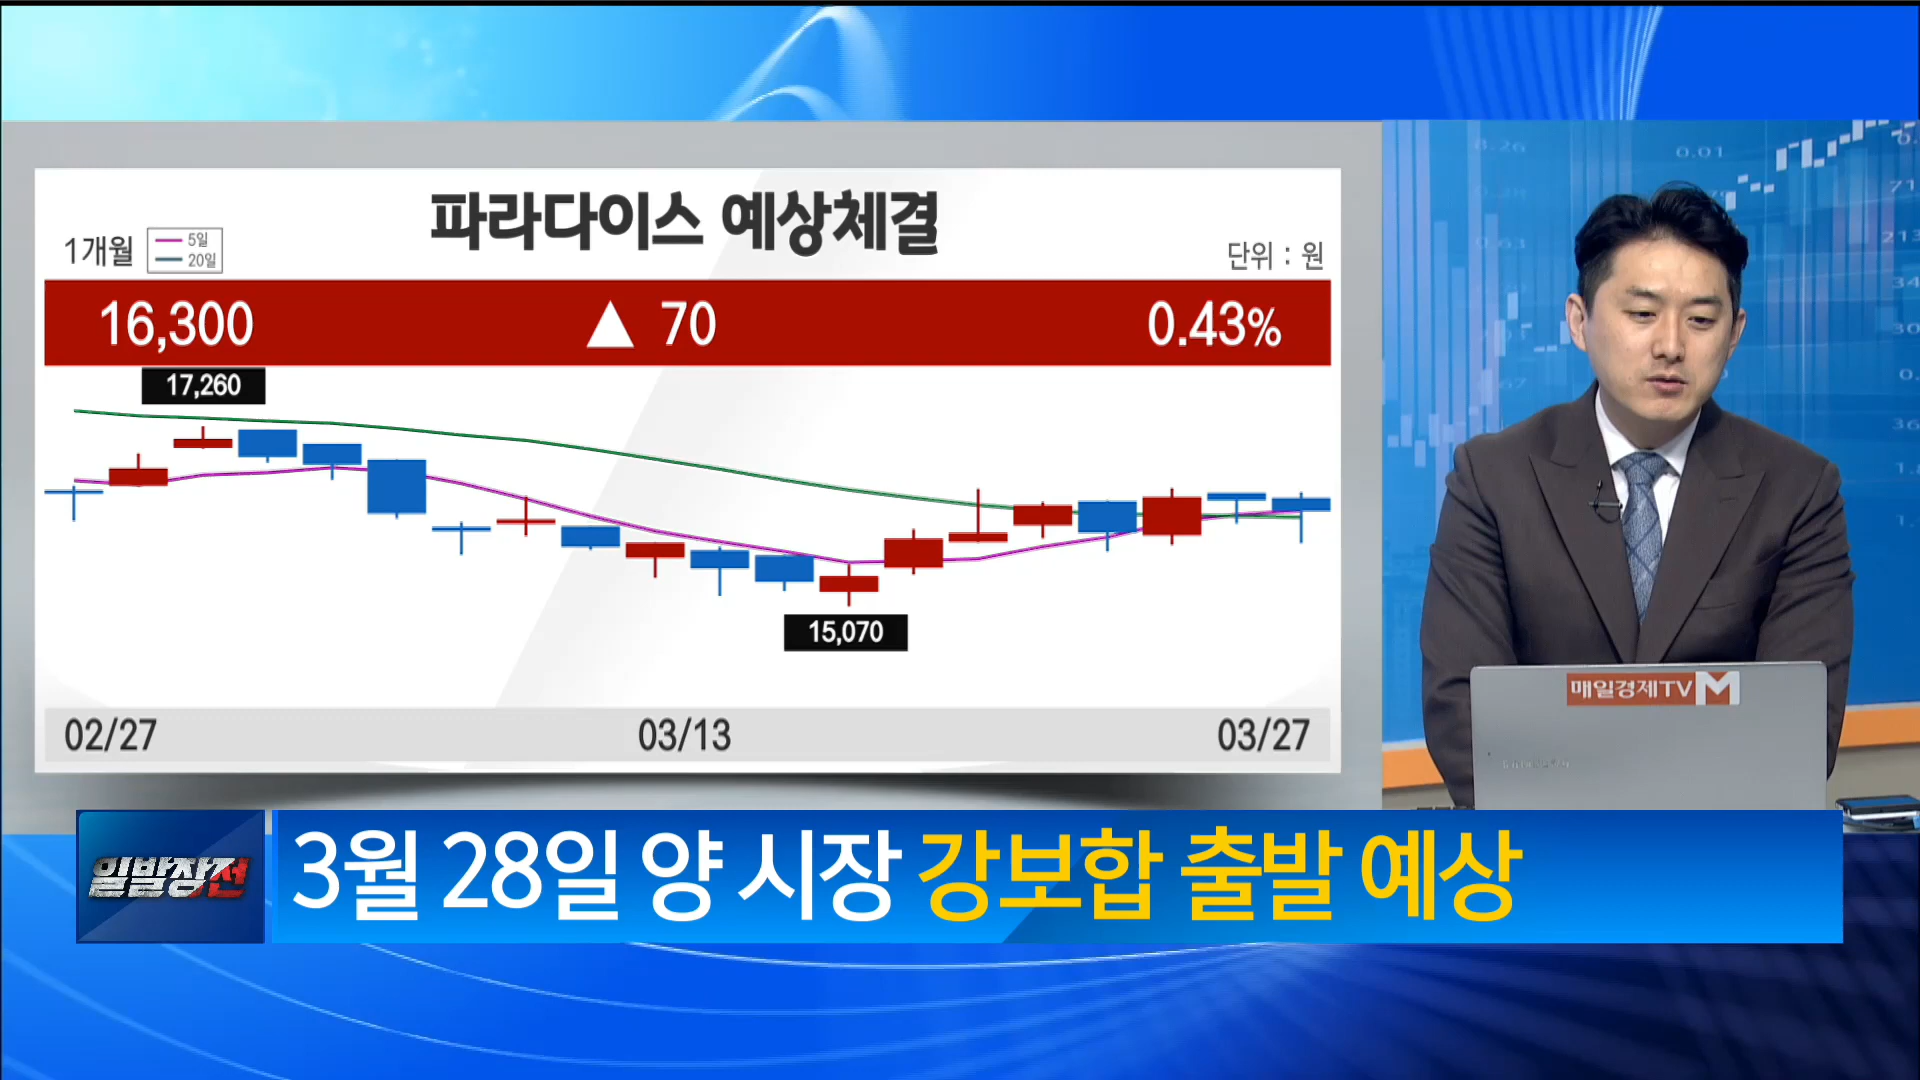 파라다이스 예상체결
1개월
5일
20일
단위 : 원
16,300 ▲ 70 0.43%
17,260
15,070
02/27 03/13 03/27
매일경제TV M
일발장전
3월 28일 양 시장 강보합 출발 예상